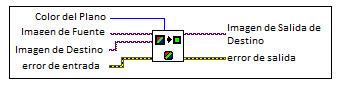 Color del Plano
Imagen de Fuente
Imagen de Destino
error de entrada
Imagen de Salida de
Destino
error de salida